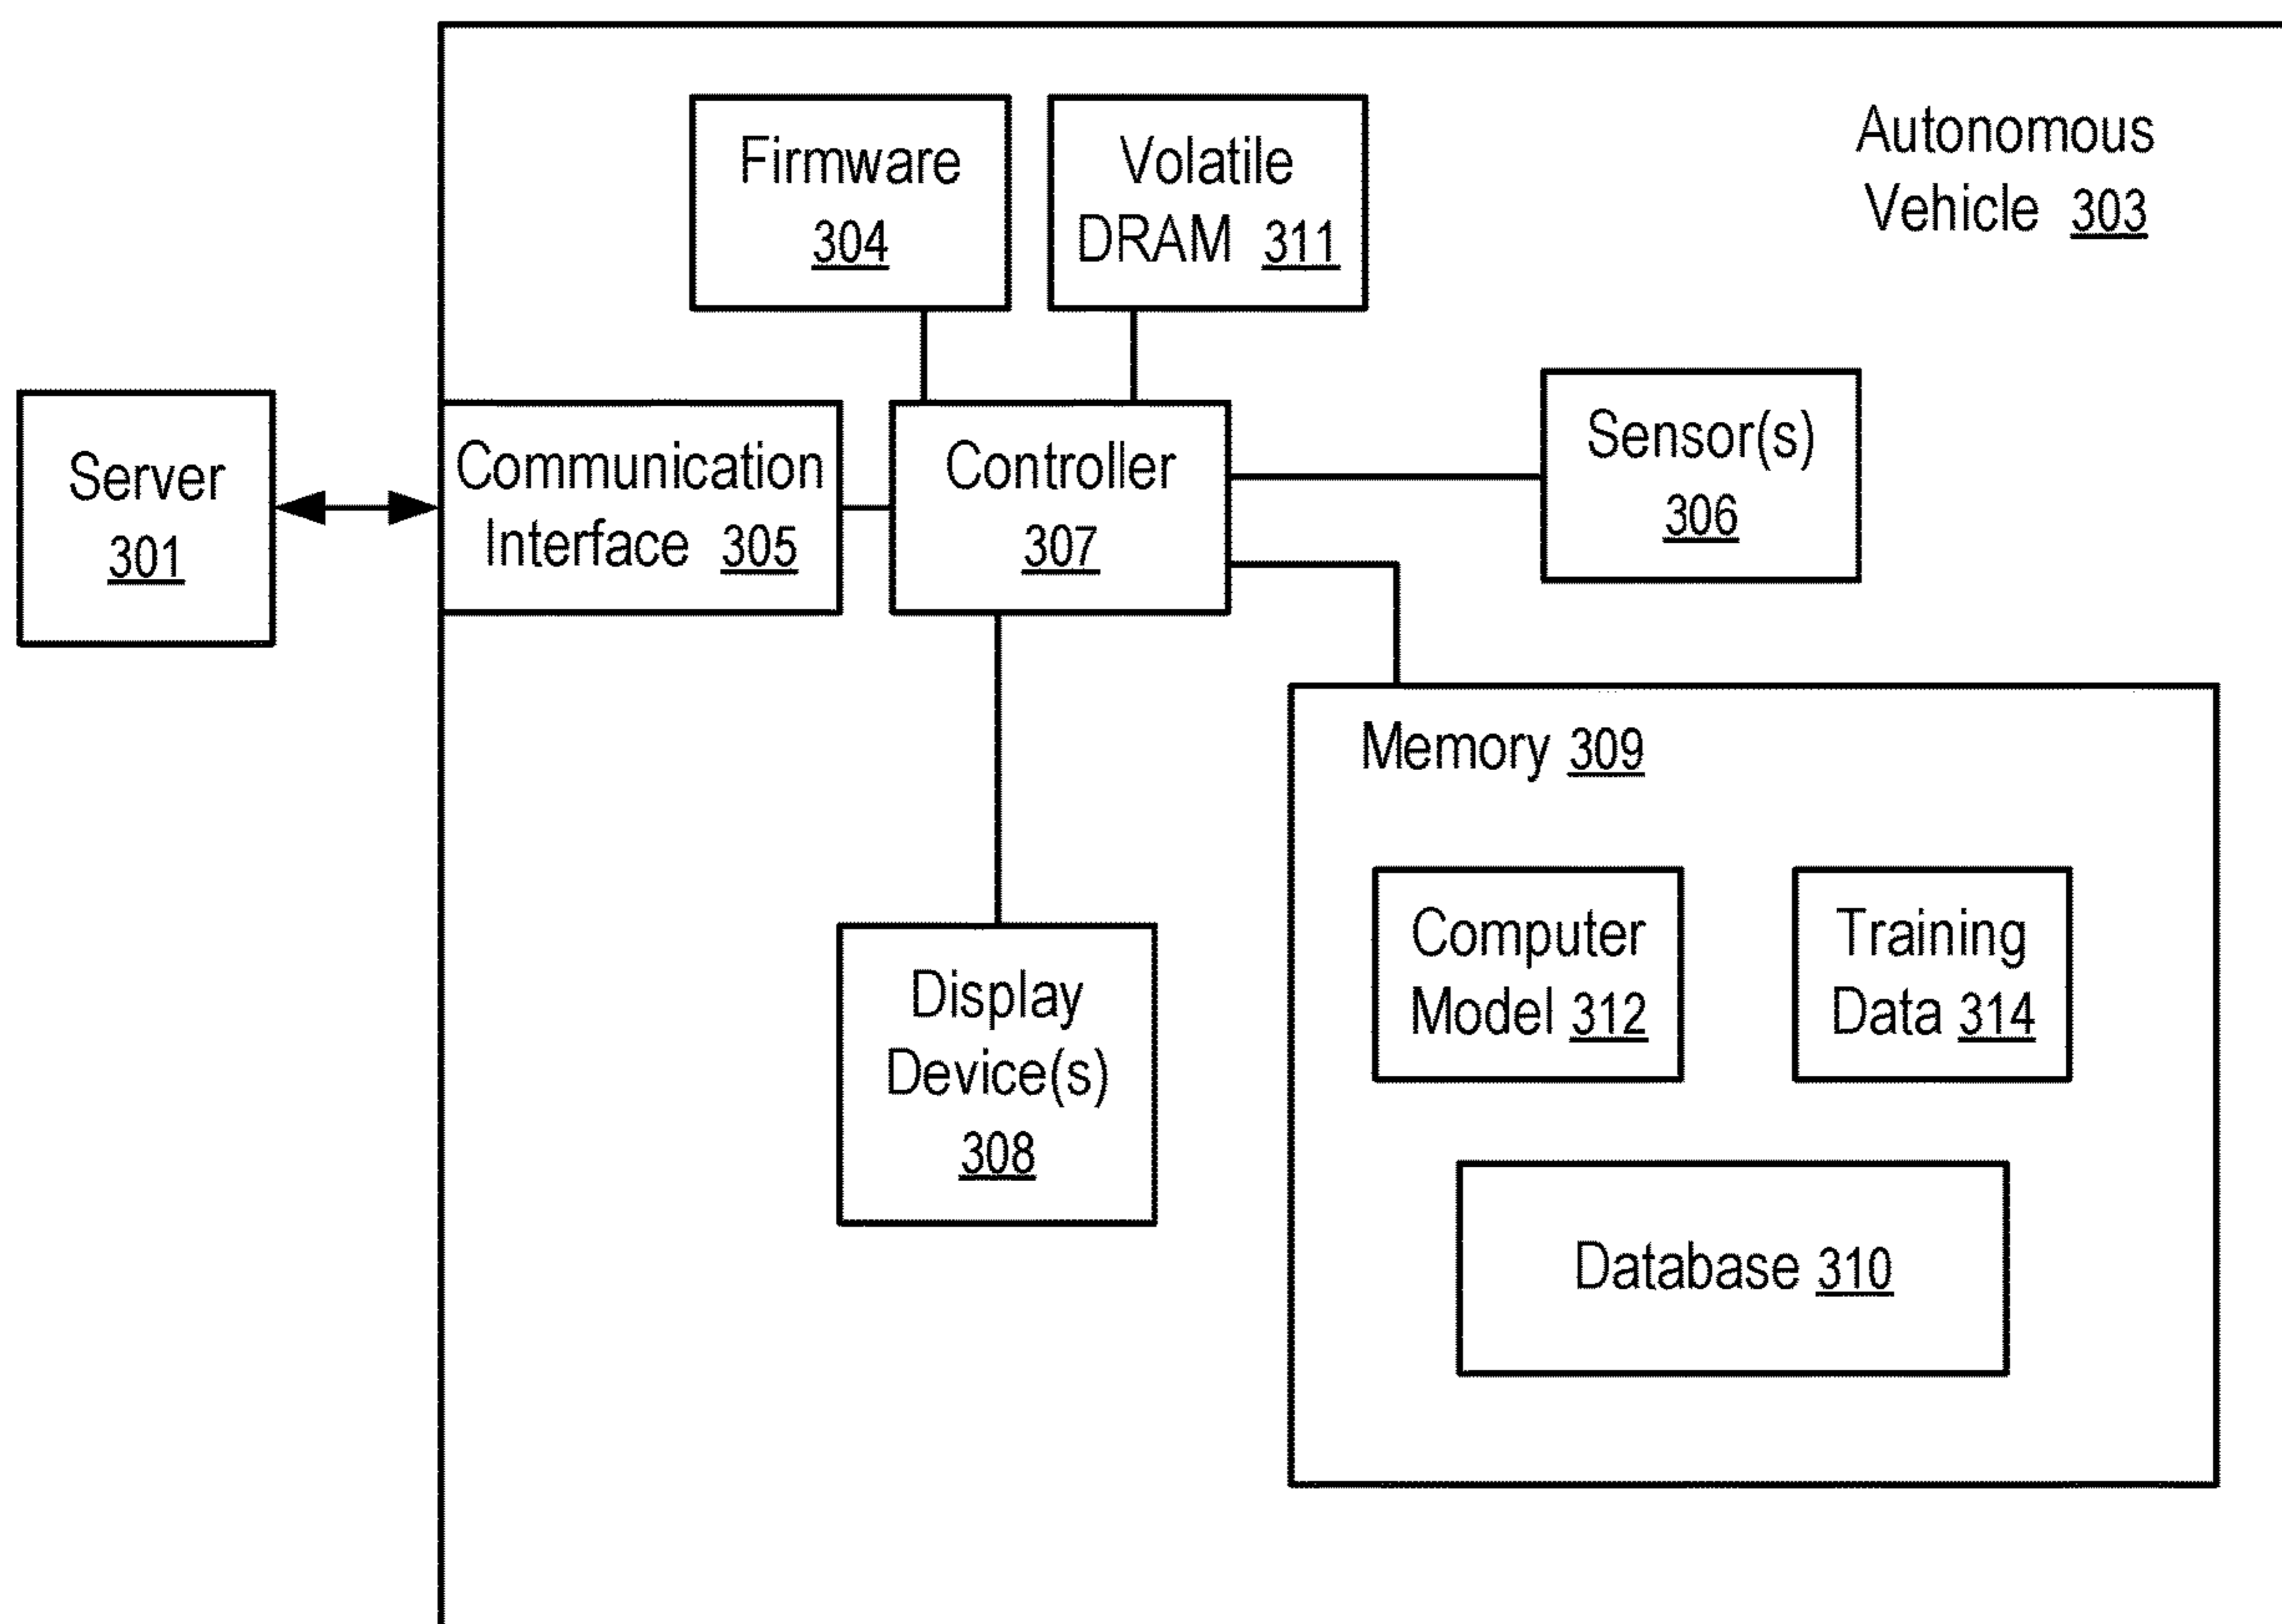 Firmware
304
Volatile
DRAM 311
Autonomous
Vehicle 303
Server
301
Communication
Interface 305
Controller
307
Sensor(s)
306
Memory 309
Computer
Model 312
Training
Data 314
Display
Device(s)
308
Database 310